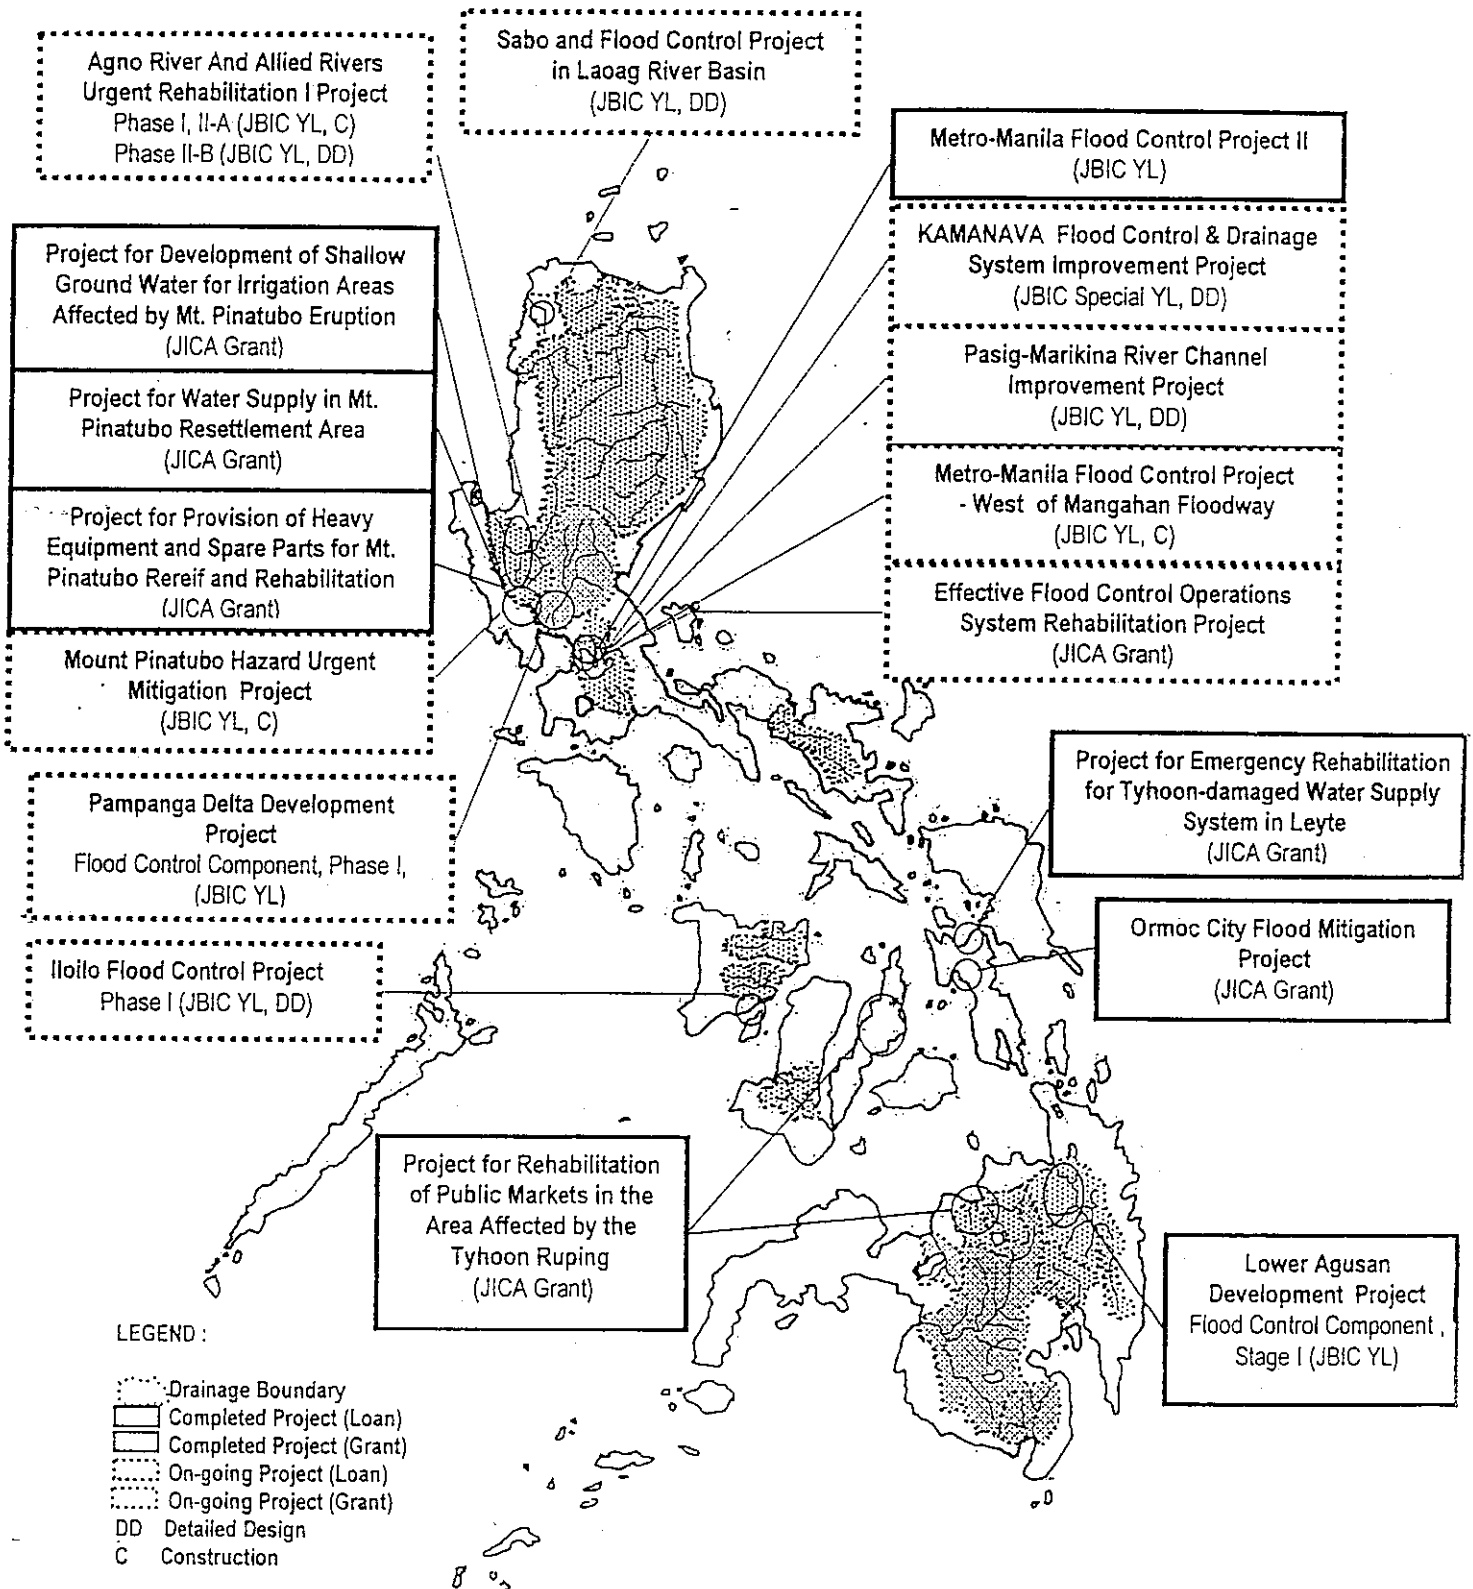 Agno River And Allied Rivers
Urgent Rehabilitation I Project
Phase I, II-A (JBIC YL, C)
Phase II-B (JBIC YL, DD)
Sabo and Flood Control Project
in Laoag River Basin
(JBIC YL, DD)
Metro-Manila Flood Control Project II
(JBIC YL)
KAMANAVA Flood Control & Drainage
System Improvement Project
(JBIC Special YL, DD)
Pasig-Marikina River Channel
Improvement Project
(JBIC YL, DD)
Metro-Manila Flood Control Project
- West of Mangahan Floodway
(JBIC YL, C)
Effective Flood Control Operations
System Rehabilitation Project
(JICA Grant)
Project for Development of Shallow
Ground Water for Irrigation Areas
Affected by Mt. Pinatubo Eruption
(JICA Grant)
Project for Water Supply in Mt.
Pinatubo Resettlement Area
(JICA Grant)
Project for Provision of Heavy
Equipment and Spare Parts for Mt.
Pinatubo Rereif and Rehabilitation
(JICA Grant)
Mount Pinatubo Hazard Urgent
Mitigation Project
(JBIC YL, C)
Pampanga Delta Development
Project
Flood Control Component, Phase I,
(JBIC YL)
Iloilo Flood Control Project
Phase I (JBIC YL, DD)
Project for Emergency Rehabilitation
for Tyhoon-damaged Water Supply
System in Leyte
(JICA Grant)
Ormoc City Flood Mitigation
Project
(JICA Grant)
Project for Rehabilitation
of Public Markets in the
Area Affected by the
Tyhoon Ruping
(JICA Grant)
Lower Agusan
Development Project
Flood Control Component,
Stage I (JBIC YL)
LEGEND :
Drainage Boundary
Completed Project (Loan)
Completed Project (Grant)
On-going Project (Loan)
On-going Project (Grant)
DD Detailed Design
C Construction